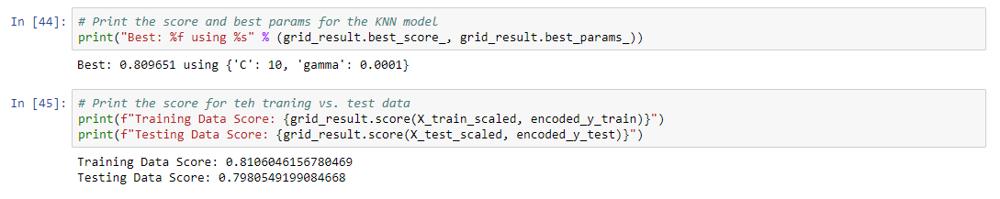 In [44]: # Print the score and best params for the KNN model
print("Best: %f using %s" % (grid_result.best_score_, grid_result.best_params_))
Best: 0.809651 using {'C': 10, 'gamma': 0.0001}
In [45]: # Print the score for teh traning vs. test data
print(f"Training Data Score: {grid_result.score(X_train_scaled, encoded_y_train)}")
print(f"Testing Data Score: {grid_result.score(X_test_scaled, encoded_y_test)}")
Training Data Score: 0.8106046156780469
Testing Data Score: 0.7980549199084668